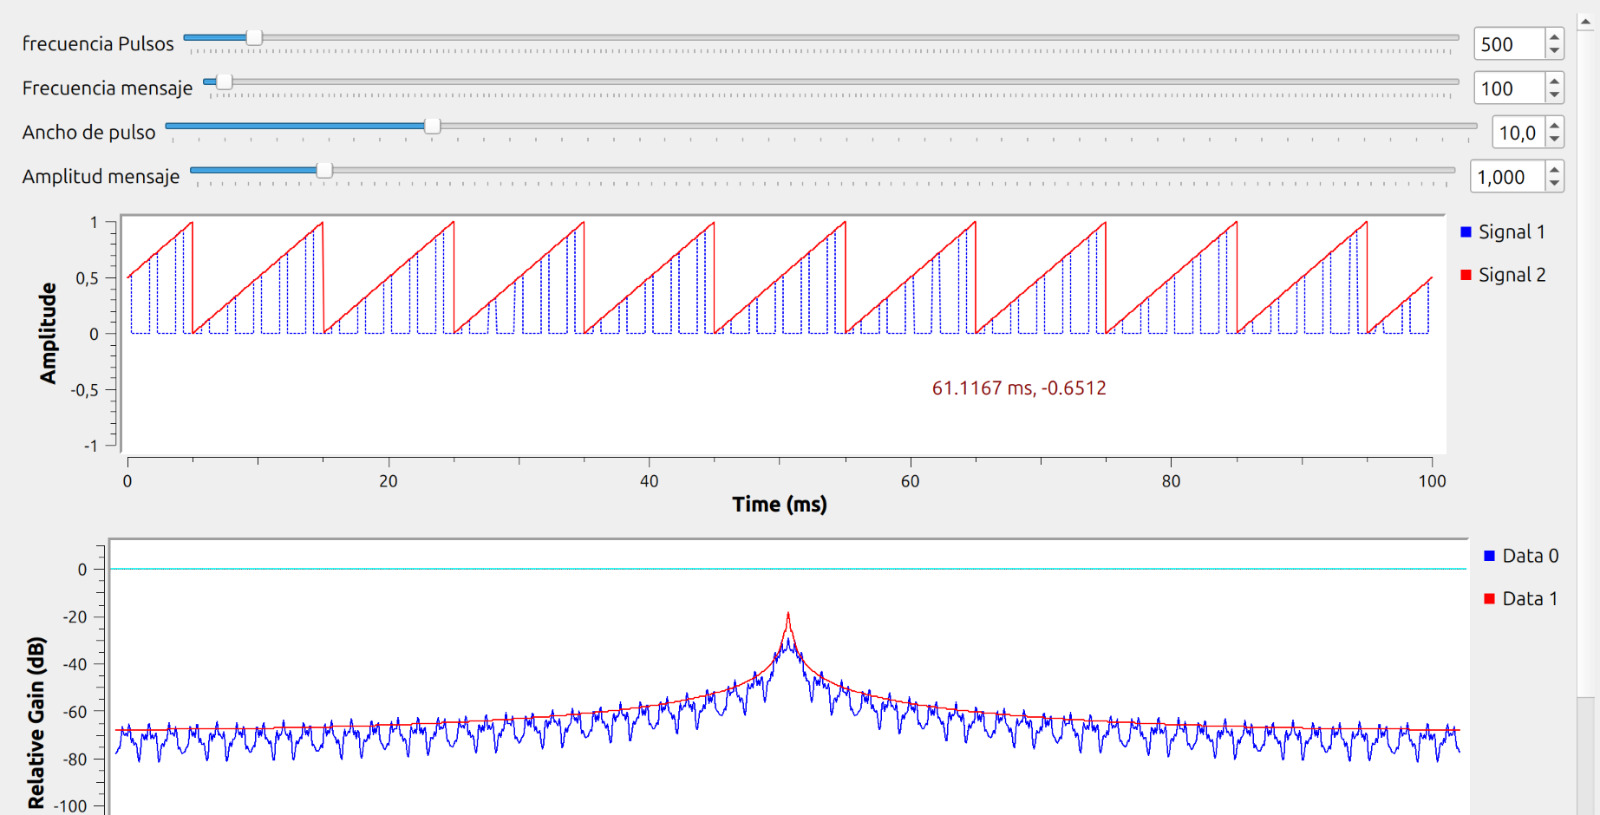 frecuencia Pulsos 500
Frecuencia mensaje 100
Ancho de pulso 10,0
Amplitud mensaje 1,000
Amplitude
1
0,5
0
-0,5
-1
Signal 1
Signal 2
61.1167 ms, -0.6512
0 20 40 60 80 100
Time (ms)
Relative Gain (dB)
0
-20
-40
-60
-80
-100
Data 0
Data 1